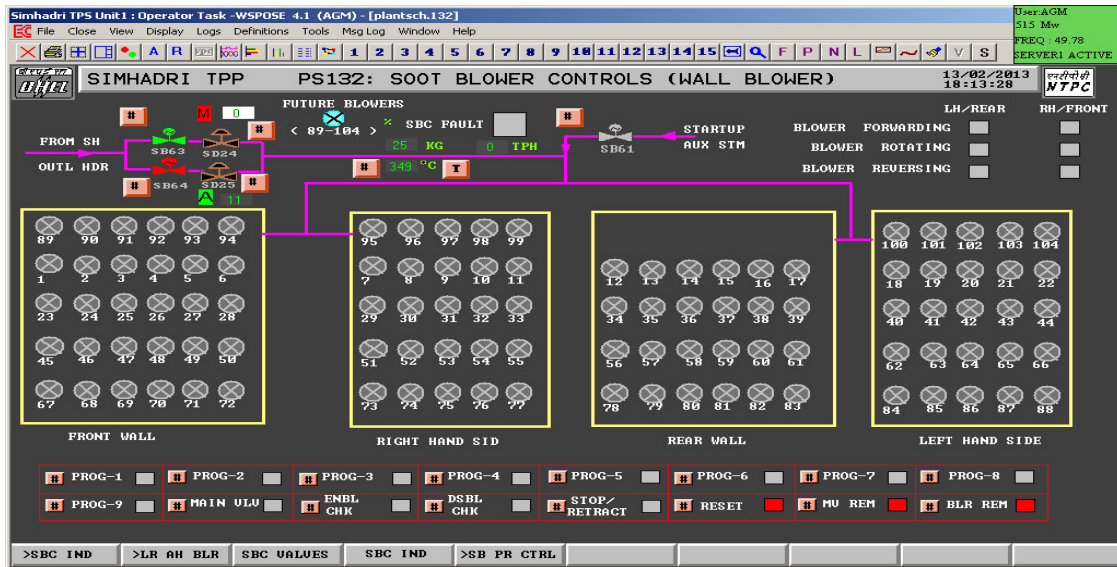 Simhadri TPS Unit1 : Operator Task -WSPOSE 4.1 (AGM) - [plantsch.132]
User:AGM
515 Mw
FREQ : 49.78
SERVER1 ACTIVE
File Close View Display Logs Definitions Tools Msg Log Window Help
A R 1 2 3 4 5 6 7 8 9 10 11 12 13 14 15 F P N L V S
SIMHADRI TPP PS132: SOOT BLOWER CONTROLS (WALL BLOWER) 13/02/2013
18:13:28
एनटीपीसी
NTPC
FUTURE BLOWERS
< 89-104 >
LH/REAR RH/FRONT
# M 0 # % SBC FAULT #
FROM SH
OUTL HDR
SB63 SD24
25 KG 0 TPH
SB61
STARTUP
AUX STM
BLOWER FORWARDING
BLOWER ROTATING
BLOWER REVERSING
# SB64 SD25 #
# 349 °C T
A 11
89 90 91 92 93 94
1 2 3 4 5 6
23 24 25 26 27 28
45 46 47 48 49 50
67 68 69 70 71 72
FRONT WALL
95 96 97 98 99
7 8 9 10 11
29 30 31 32 33
51 52 53 54 55
73 74 75 76 77
RIGHT HAND SID
12 13 14 15 16 17
34 35 36 37 38 39
56 57 58 59 60 61
78 79 80 81 82 83
REAR WALL
100 101 102 103 104
18 19 20 21 22
40 41 42 43 44
62 63 64 65 66
84 85 86 87 88
LEFT HAND SIDE
# PROG-1 # PROG-2 # PROG-3 # PROG-4 # PROG-5 # PROG-6 # PROG-7 # PROG-8
# PROG-9 # MAIN VLV # ENBL CHK # DSBL CHK # STOP/ RETRACT # RESET # MV REM # BLR REM
>SBC IND >LR AH BLR SBC VALVES SBC IND >SB PR CTRL